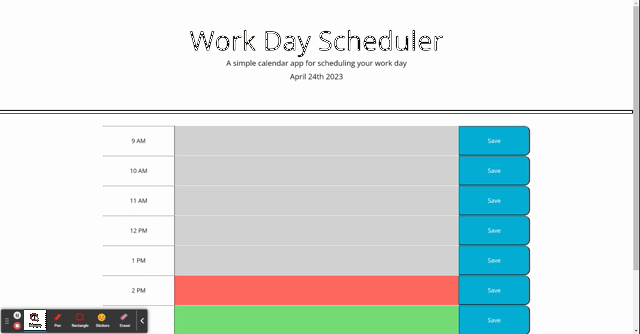 Work Day Scheduler
A simple calendar app for scheduling your work day
April 24th 2023
9 AM Save
10 AM Save
11 AM Save
12 PM Save
1 PM Save
2 PM Save
Save
Pen Rectangle Stickers Eraser